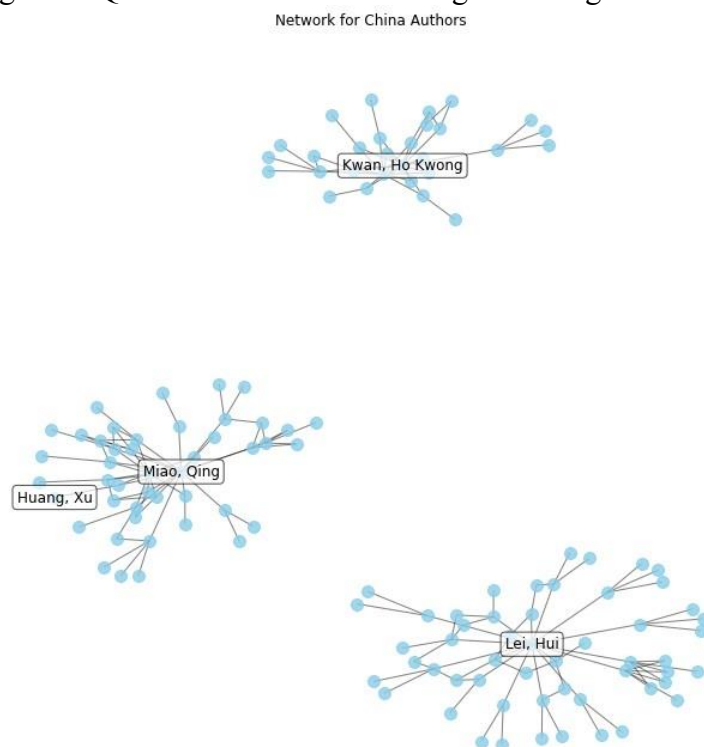 Network for China Authors
Kwan, Ho Kwong
Miao, Qing
Huang, Xu
Lei, Hui